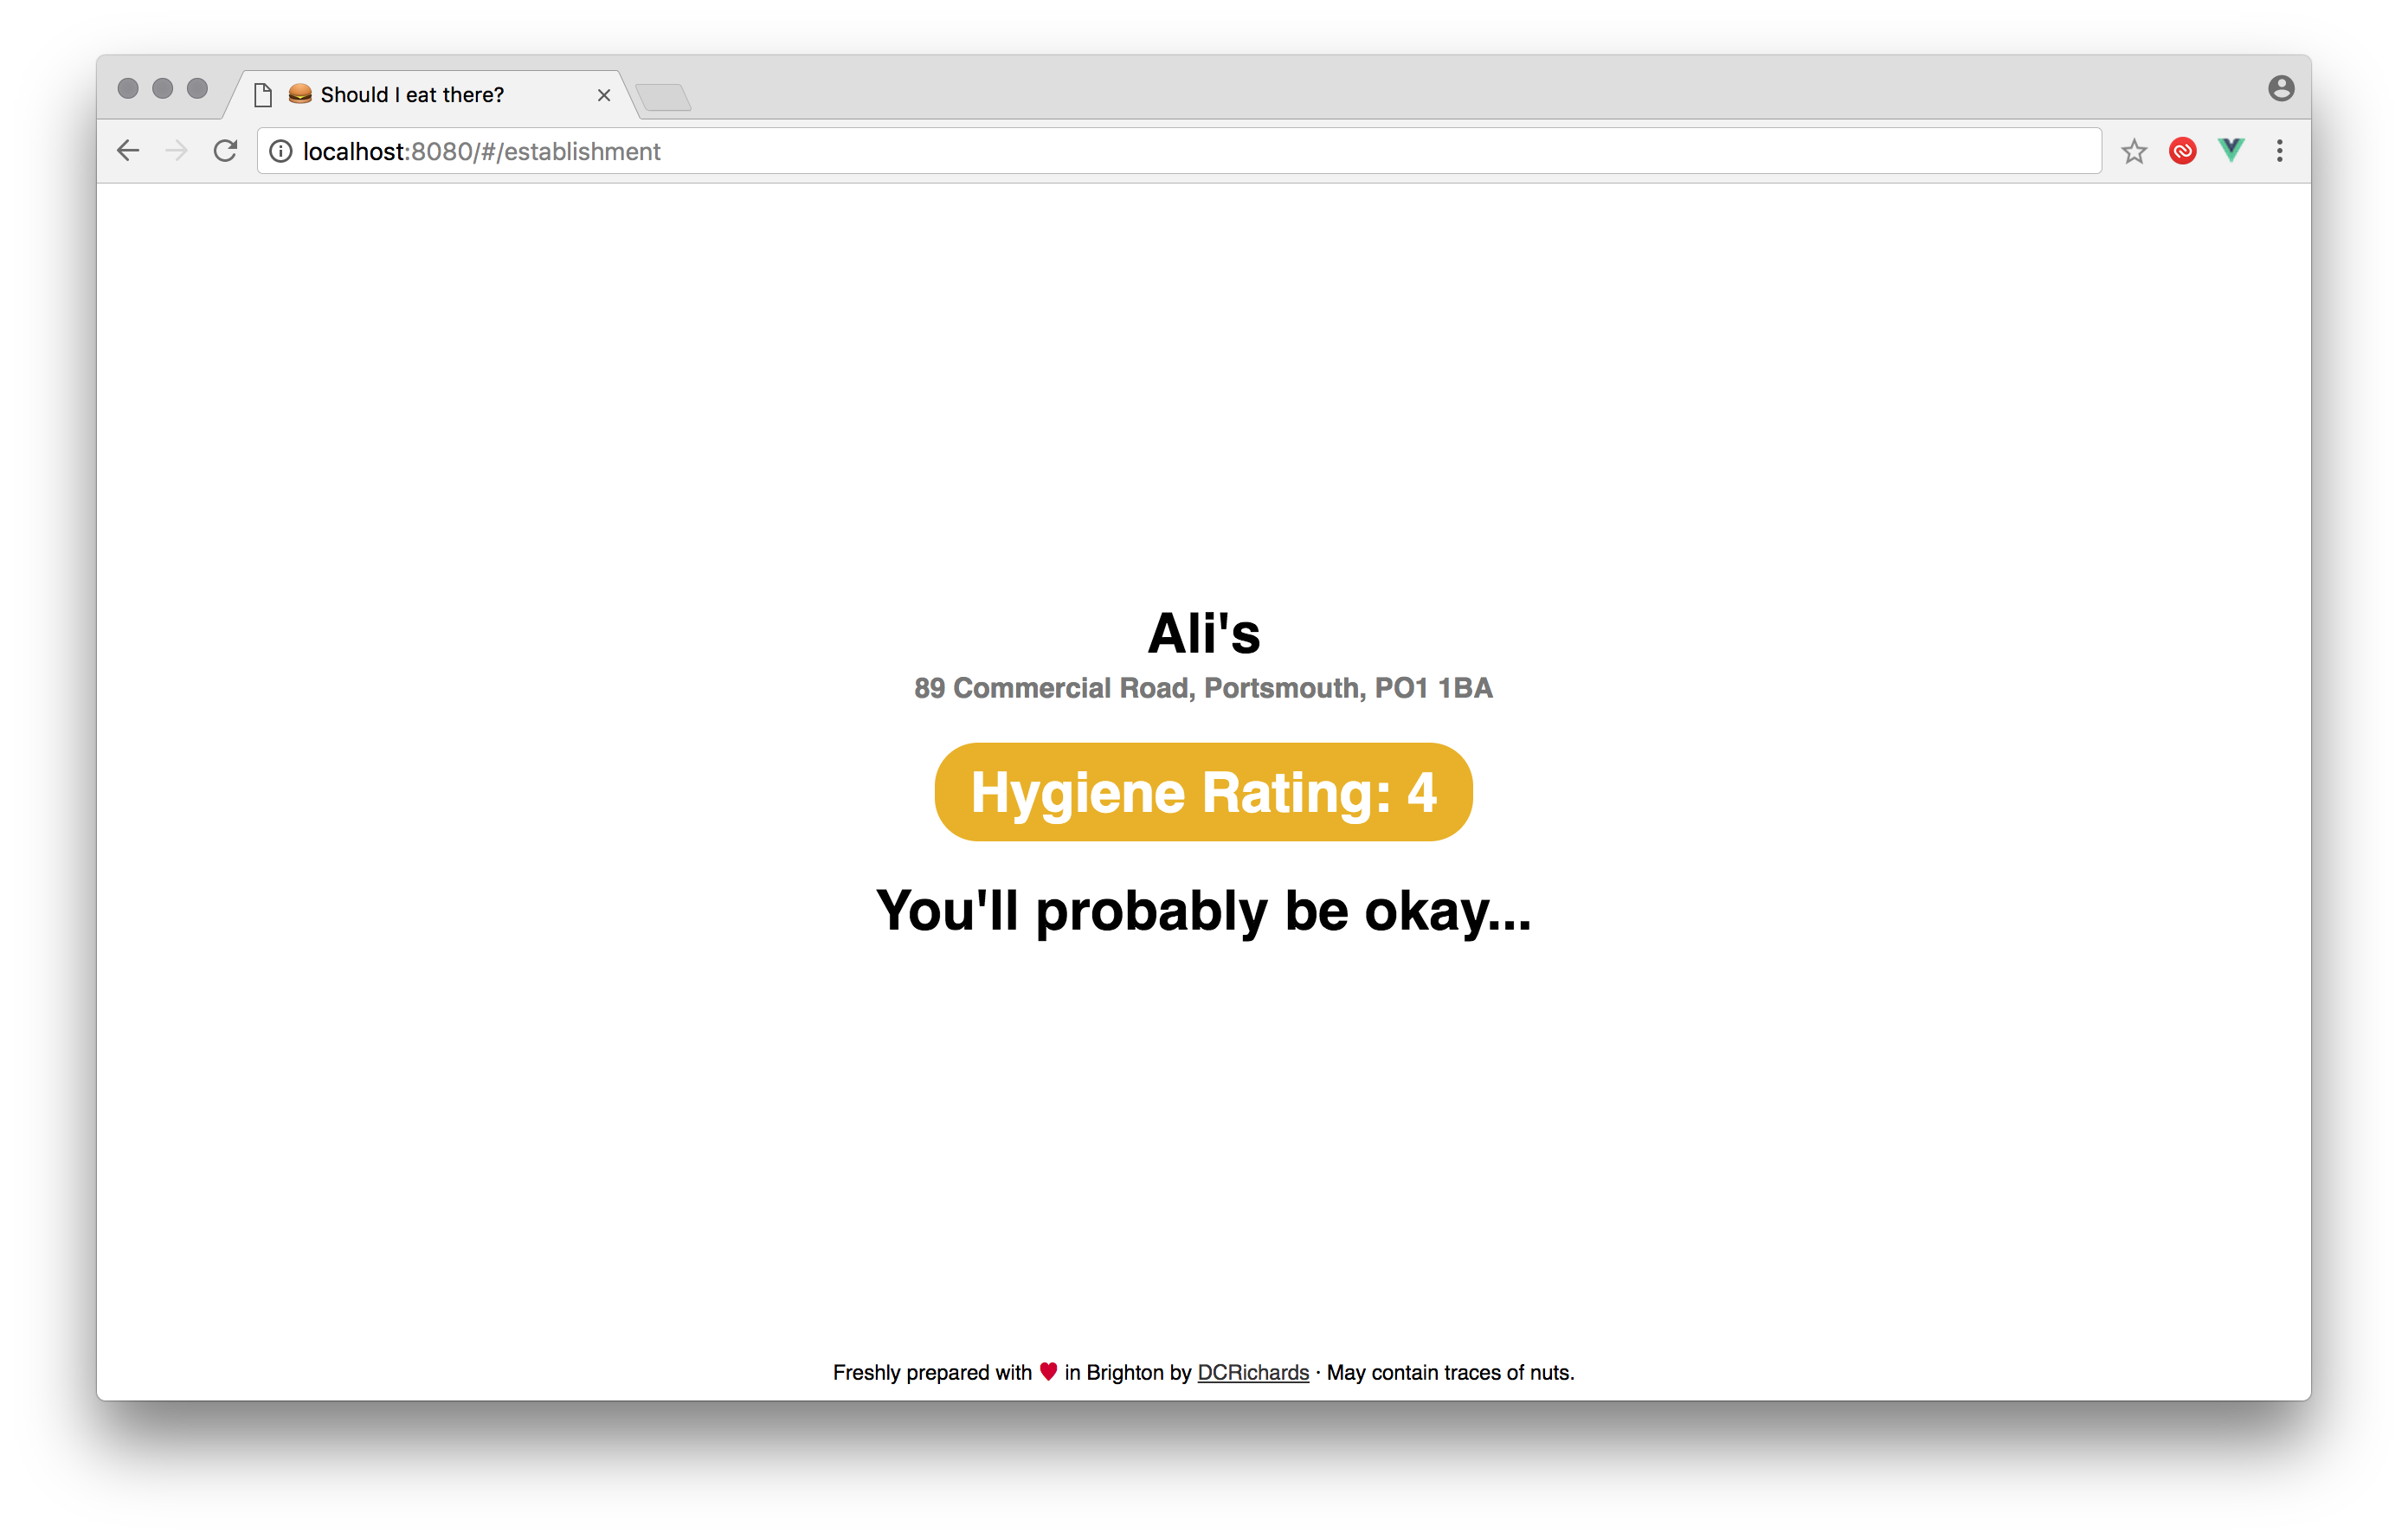 🍔 Should I eat there?
localhost:8080/#/establishment
Ali's
89 Commercial Road, Portsmouth, PO1 1BA
Hygiene Rating: 4
You'll probably be okay...
Freshly prepared with ♥ in Brighton by DCRichards · May contain traces of nuts.